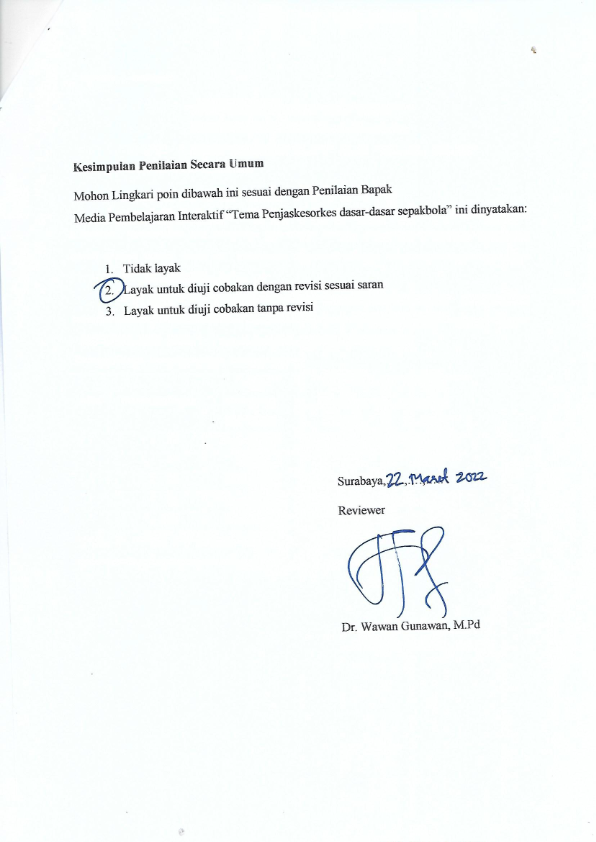 Kesimpulan Penilaian Secara Umum
Mohon Lingkari poin dibawah ini sesuai dengan Penilaian Bapak
Media Pembelajaran Interaktif “Tema Penjaskesorkes dasar-dasar sepakbola” ini dinyatakan:
1. Tidak layak
2. Layak untuk diuji cobakan dengan revisi sesuai saran
3. Layak untuk diuji cobakan tanpa revisi
Surabaya, 22, Maret 2022
Reviewer
Dr. Wawan Gunawan, M.Pd